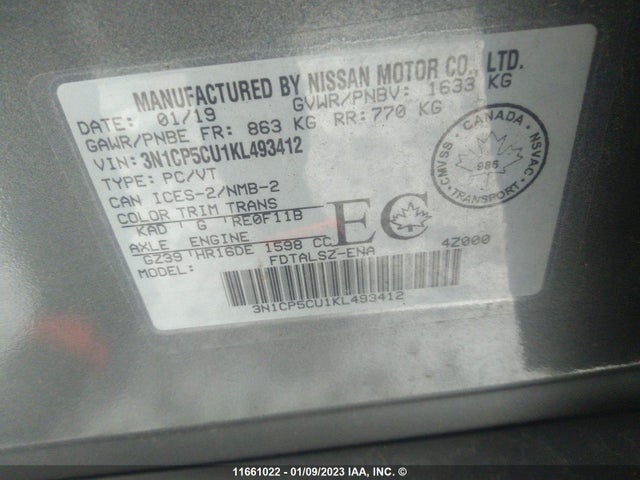 MANUFACTURED BY NISSAN MOTOR CO., LTD.
DATE: 01/19 GVWR/PNBV: 1633 KG
GAWR/PNBE FR: 863 KG RR: 770 KG
VIN: 3N1CP5CU1KL493412
TYPE: PC/VT
CAN ICES-2/NMB-2
COLOR TRIM TRANS
KAD G RE0F11B
AXLE ENGINE
GZ39 HR16DE 1598 CC
MODEL: FDTALSZ-ENA 4Z000
EC
3N1CP5CU1KL493412
CANADA
CMVSS 986 NSVAC
TRANSPORT
11661022 - 01/09/2023 IAA, INC. ©